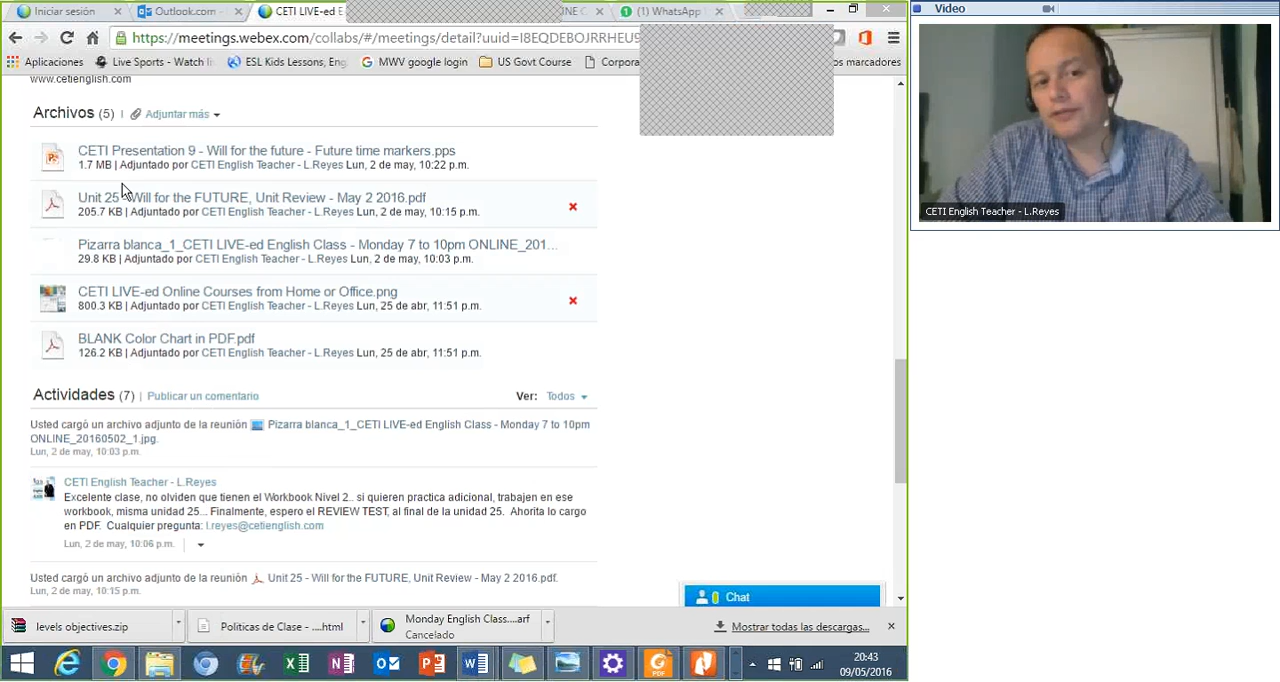 Iniciar sesión
Outlook.com -
CETI LIVE-ed E
NE C
(1) WhatsApp
Video
https://meetings.webex.com/collabs/#/meetings/detail?uuid=I8EQDEBOJRRHEU9
Aplicaciones
Live Sports - Watch li
ESL Kids Lessons, Eng
MWV google login
US Govt Course
Corpora
os marcadores
www.cetienglish.com
Archivos (5) | Adjuntar más
CETI Presentation 9 - Will for the future - Future time markers.pps
1.7 MB | Adjuntado por CETI English Teacher - L.Reyes Lun, 2 de may, 10:22 p.m.
Unit 25 - Will for the FUTURE, Unit Review - May 2 2016.pdf
205.7 KB | Adjuntado por CETI English Teacher - L.Reyes Lun, 2 de may, 10:15 p.m.
Pizarra blanca_1_CETI LIVE-ed English Class - Monday 7 to 10pm ONLINE_201...
29.8 KB | Adjuntado por CETI English Teacher - L.Reyes Lun, 2 de may, 10:03 p.m.
CETI LIVE-ed Online Courses from Home or Office.png
800.3 KB | Adjuntado por CETI English Teacher - L.Reyes Lun, 25 de abr, 11:51 p.m.
BLANK Color Chart in PDF.pdf
126.2 KB | Adjuntado por CETI English Teacher - L.Reyes Lun, 25 de abr, 11:51 p.m.
Actividades (7) | Publicar un comentario
Ver: Todos
Usted cargó un archivo adjunto de la reunión Pizarra blanca_1_CETI LIVE-ed English Class - Monday 7 to 10pm
ONLINE_20160502_1.jpg.
Lun, 2 de may, 10:03 p.m.
CETI English Teacher - L.Reyes
Excelente clase, no olviden que tienen el Workbook Nivel 2.. si quieren practica adicional, trabajen en ese
workbook, misma unidad 25... Finalmente, espero el REVIEW TEST, al final de la unidad 25. Ahorita lo cargo
en PDF. Cualquier pregunta: l.reyes@cetienglish.com
Lun, 2 de may, 10:06 p.m.
Usted cargó un archivo adjunto de la reunión Unit 25 - Will for the FUTURE, Unit Review - May 2 2016.pdf.
Lun, 2 de may, 10:15 p.m.
Chat
levels objectives.zip
Políticas de Clase - ....html
Monday English Class....arf
Cancelado
Mostrar todas las descargas...
20:43
09/05/2016
CETI English Teacher - L.Reyes